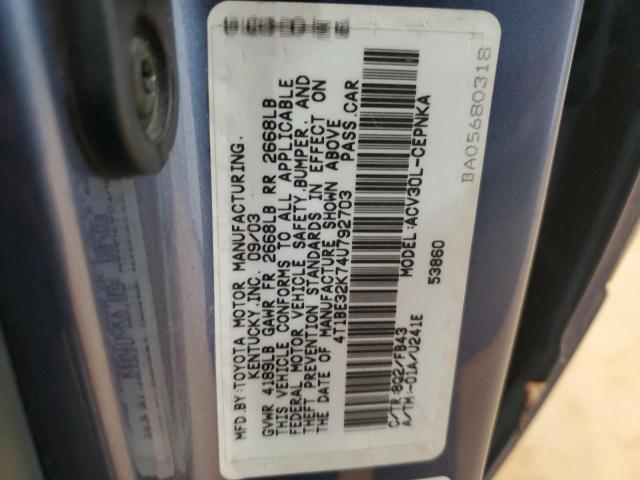 MFD.BY:TOYOTA MOTOR MANUFACTURING.
KENTUCKY.INC. 09/03
GVWR 4189LB GAWR FR 2668LB RR 2668LB
THIS VEHICLE CONFORMS TO ALL APPLICABLE
FEDERAL MOTOR VEHICLE SAFETY,BUMPER, AND
THEFT PREVENTION STANDARDS IN EFFECT ON
THE DATE OF MANUFACTURE SHOWN ABOVE.
4T1BE32K74U792703 PASS.CAR
C/TR:8Q2/FB43 MODEL:ACV30L-CEPNKA
A/TM:-01A/U241E 53860
BA05680318